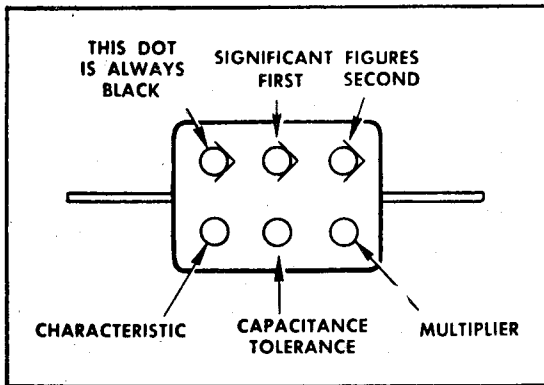 THIS DOT
IS ALWAYS
BLACK
SIGNIFICANT FIGURES
FIRST SECOND
CHARACTERISTIC
CAPACITANCE
TOLERANCE
MULTIPLIER